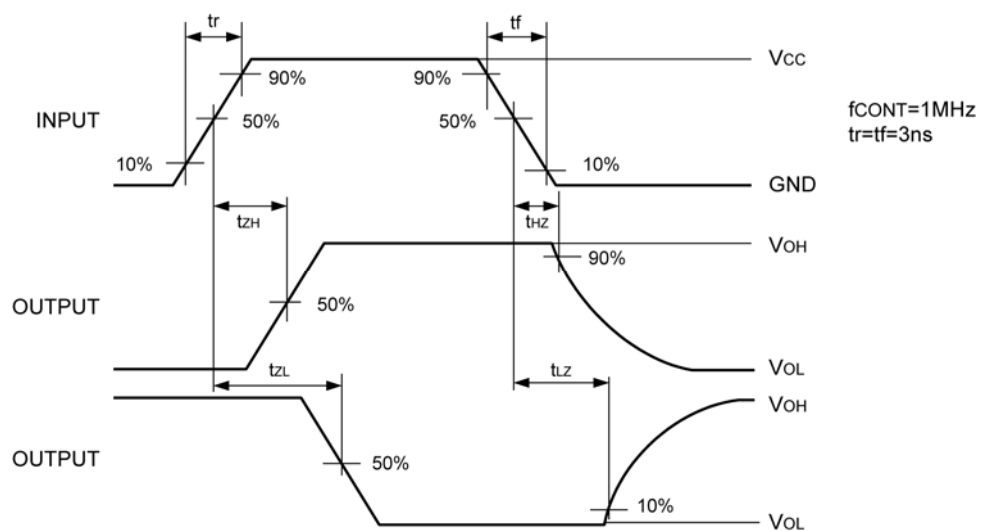 tr
tf
VCC
90%
90%
INPUT
50%
50%
fCONT=1MHz
tr=tf=3ns
10%
10%
GND
tZH
tHZ
VOH
90%
OUTPUT
50%
tZL
tLZ
VOL
VOH
OUTPUT
50%
10%
VOL